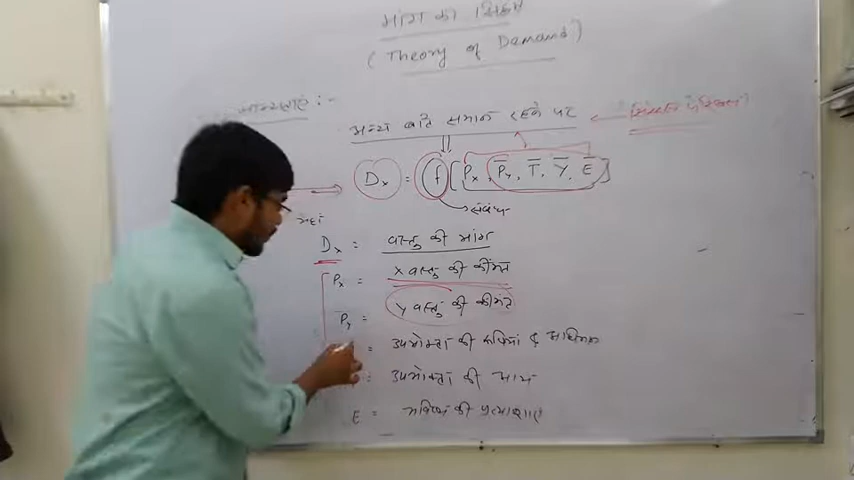 मांग का सिद्धांत
(Theory of Demand)
मान्यताएं :-
अन्य बातें समान रहने पर
Dx = f [Px, P̅y, T̅, Y̅, E̅]
संबंध
यहां
Dx = वस्तु की मांग
Px = x वस्तु की कीमत
Py = y वस्तु की कीमत
= उपभोक्ता की
= उपभोक्ता की आय
E = भविष्य की प्रत्याशाएं